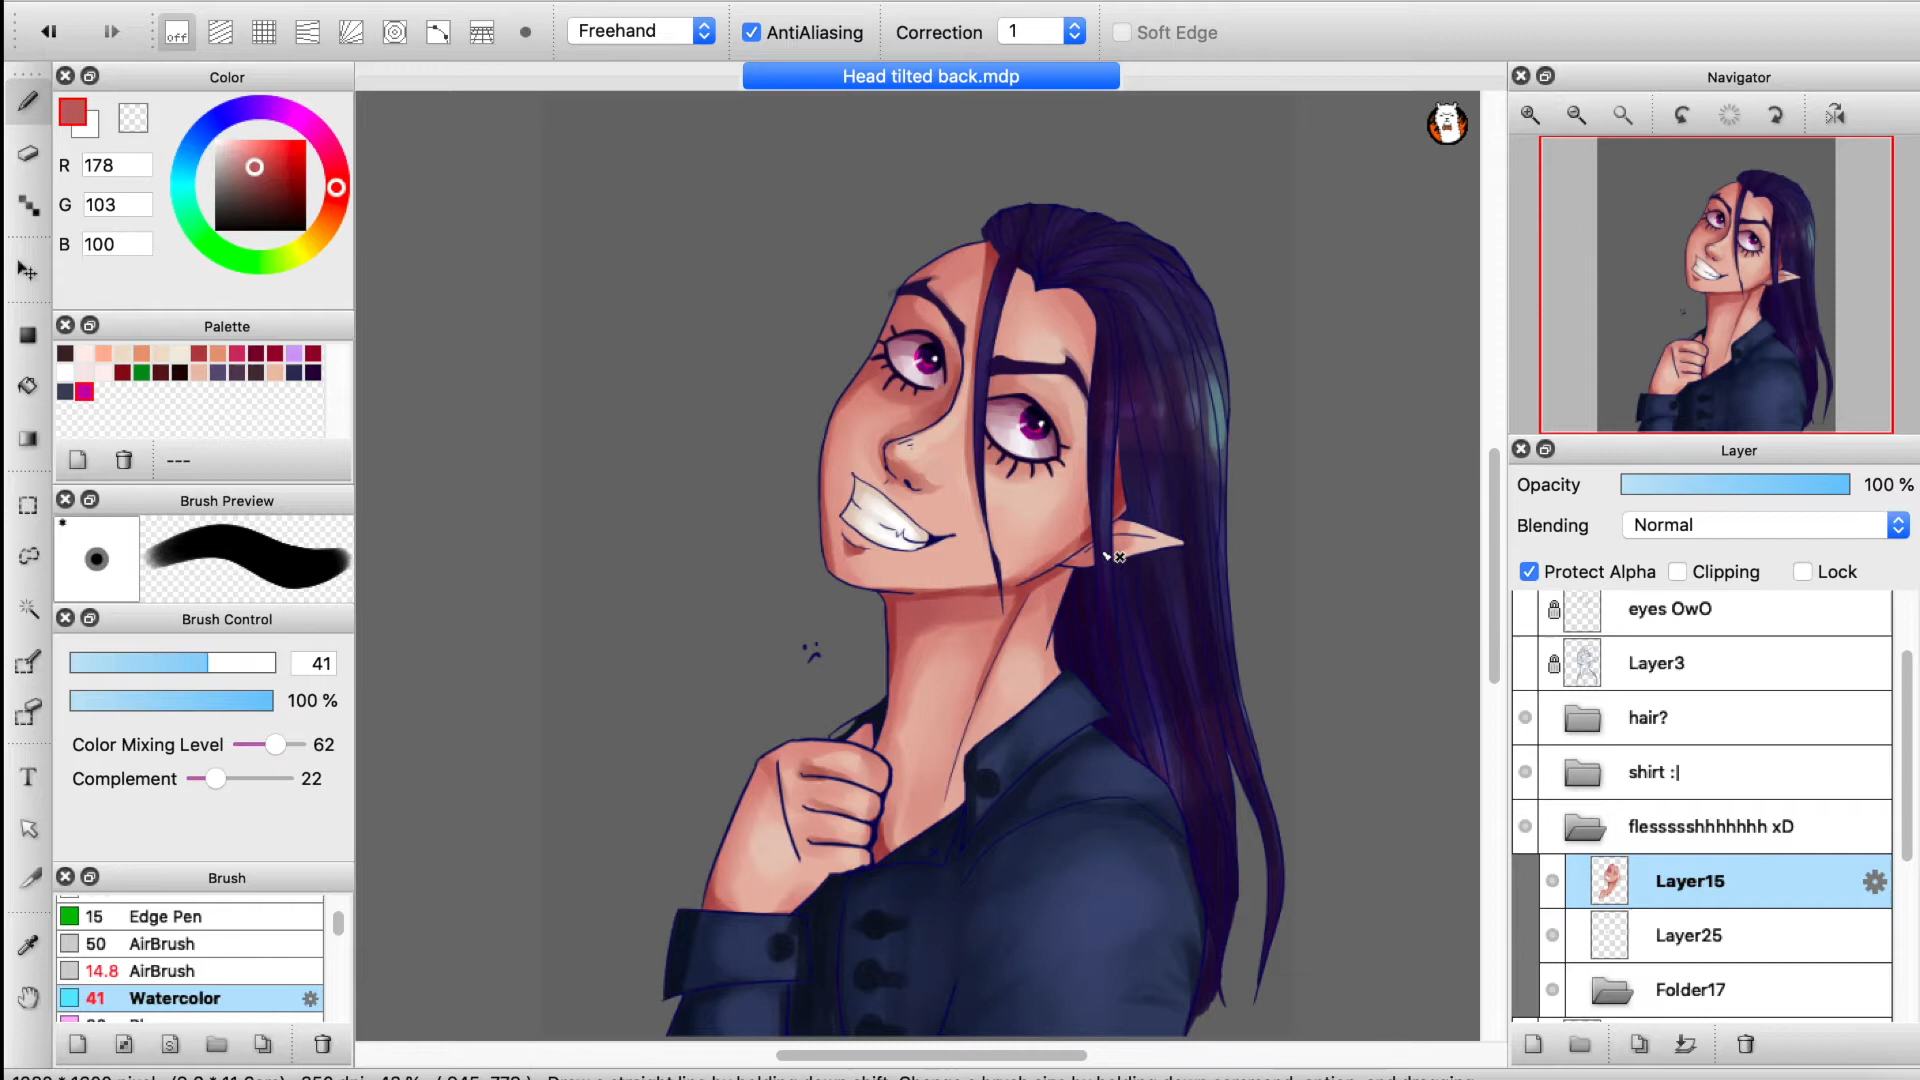 off
Freehand
AntiAliasing
Correction
1
Soft Edge
Color
Head tilted back.mdp
Navigator
R 178
G 103
B 100
Palette
---
Brush Preview
Brush Control
41
100 %
Color Mixing Level 62
Complement 22
Brush
15 Edge Pen
50 AirBrush
14.8 AirBrush
41 Watercolor
Layer
Opacity 100 %
Blending Normal
Protect Alpha Clipping Lock
eyes OwO
Layer3
hair?
shirt :|
flesssssshhhhhhh xD
Layer15
Layer25
Folder17
T
S